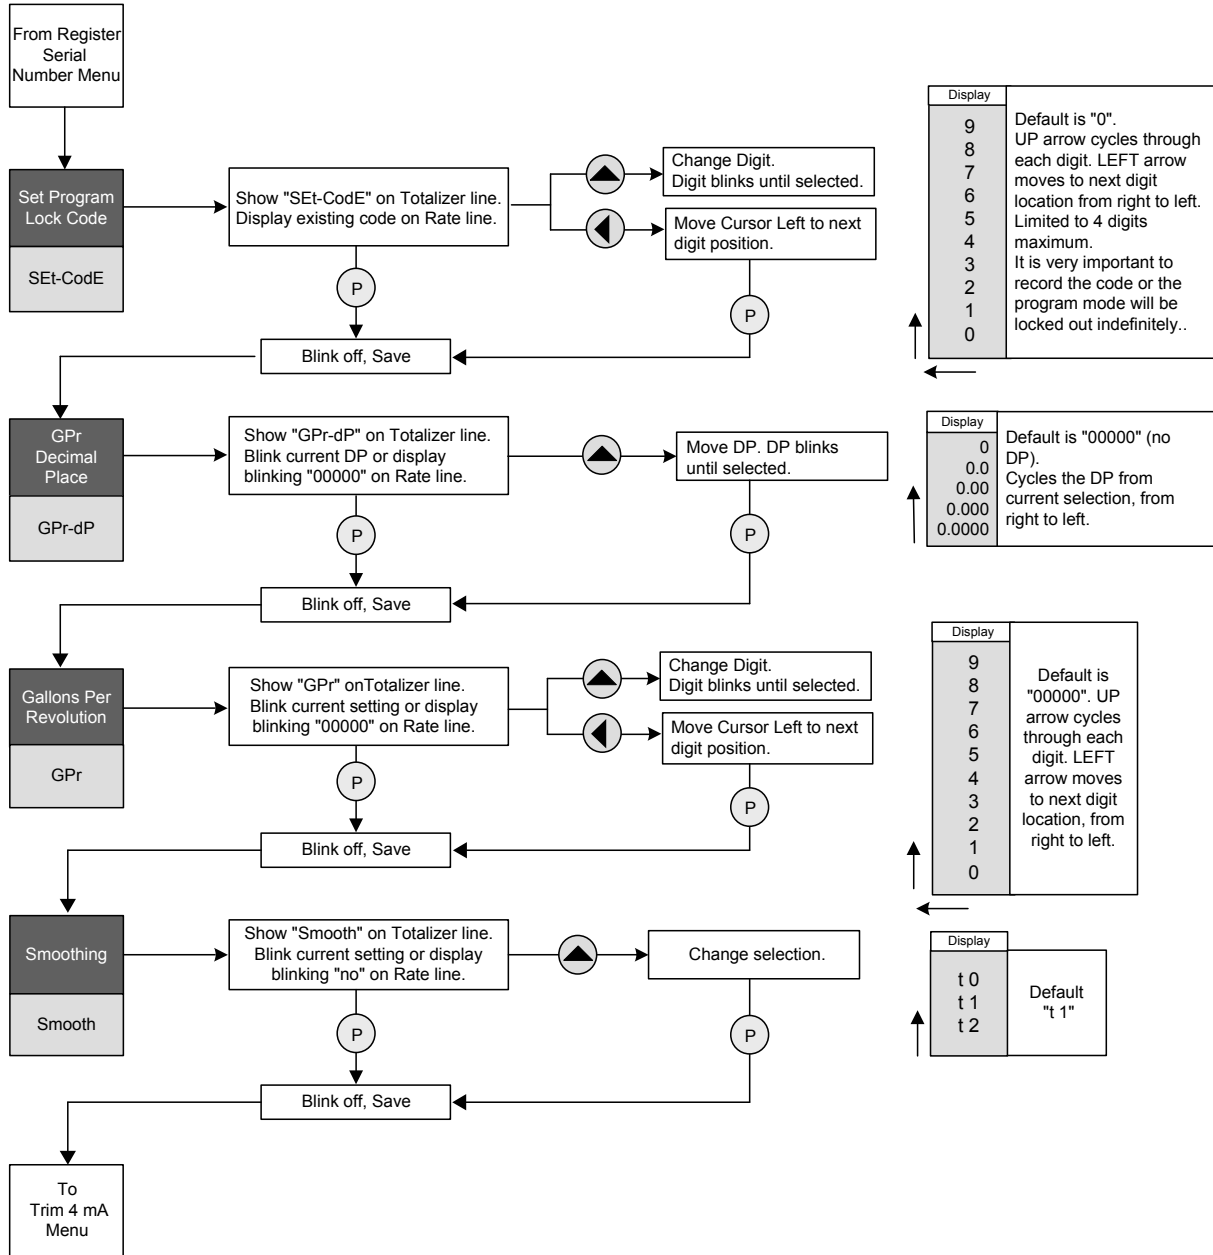 From Register
Serial
Number Menu
Set Program
Lock Code
SEt-CodE
Show "SEt-CodE" on Totalizer line.
Display existing code on Rate line.
Change Digit.
Digit blinks until selected.
Move Cursor Left to next
digit position.
P
P
Blink off, Save
Display
9
8
7
6
5
4
3
2
1
0
Default is "0".
UP arrow cycles through
each digit. LEFT arrow
moves to next digit
location from right to left.
Limited to 4 digits
maximum.
It is very important to
record the code or the
program mode will be
locked out indefinitely..
GPr
Decimal
Place
GPr-dP
Show "GPr-dP" on Totalizer line.
Blink current DP or display
blinking "00000" on Rate line.
Move DP. DP blinks
until selected.
P
P
Blink off, Save
Display
0
0.0
0.00
0.000
0.0000
Default is "00000" (no
DP).
Cycles the DP from
current selection, from
right to left.
Gallons Per
Revolution
GPr
Show "GPr" onTotalizer line.
Blink current setting or display
blinking "00000" on Rate line.
Change Digit.
Digit blinks until selected.
Move Cursor Left to next
digit position.
P
P
Blink off, Save
Display
9
8
7
6
5
4
3
2
1
0
Default is
"00000". UP
arrow cycles
through each
digit. LEFT
arrow moves
to next digit
location, from
right to left.
Smoothing
Smooth
Show "Smooth" on Totalizer line.
Blink current setting or display
blinking "no" on Rate line.
Change selection.
P
P
Blink off, Save
Display
t 0
t 1
t 2
Default
"t 1"
To
Trim 4 mA
Menu